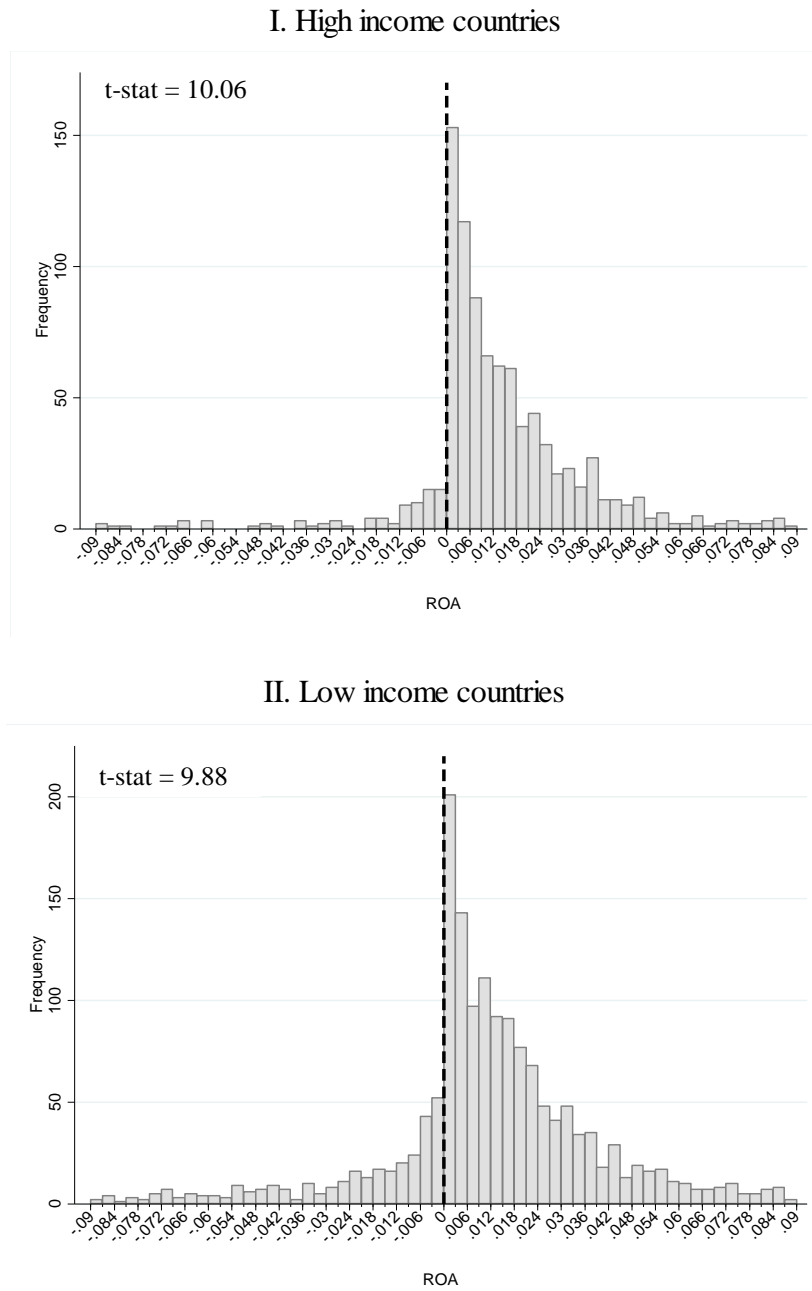 I. High income countries
t-stat = 10.06
150
100
50
0
Frequency
-.09 -.084 -.078 -.072 -.066 -.06 -.054 -.048 -.042 -.036 -.03 -.024 -.018 -.012 -.006 0 .006 .012 .018 .024 .03 .036 .042 .048 .054 .06 .066 .072 .078 .084 .09
ROA
II. Low income countries
t-stat = 9.88
200
150
100
50
0
Frequency
-.09 -.084 -.078 -.072 -.066 -.06 -.054 -.048 -.042 -.036 -.03 -.024 -.018 -.012 -.006 0 .006 .012 .018 .024 .03 .036 .042 .048 .054 .06 .066 .072 .078 .084 .09
ROA